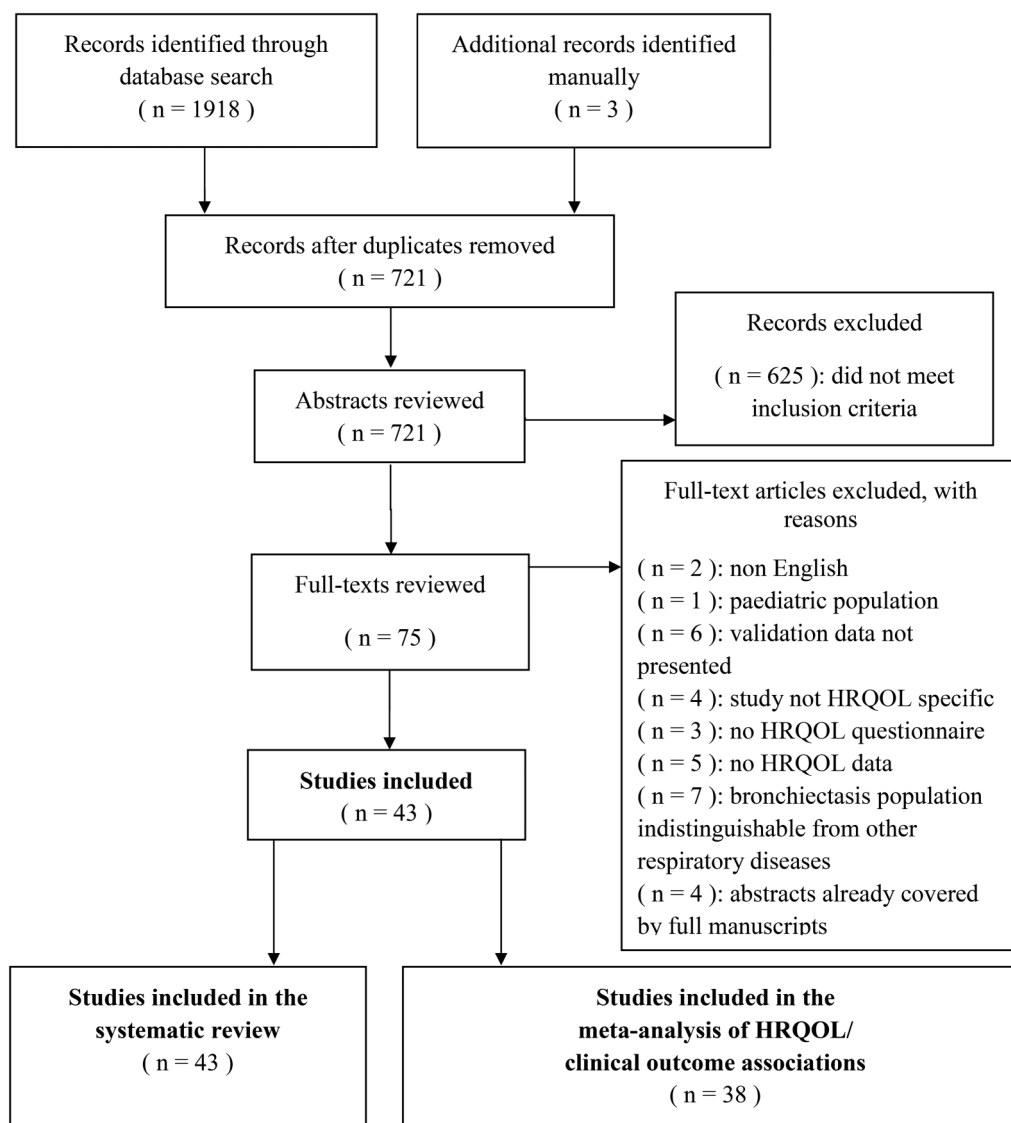 Records identified through
database search
( n = 1918 )
Additional records identified
manually
( n = 3 )
Records after duplicates removed
( n = 721 )
Abstracts reviewed
( n = 721 )
Records excluded
( n = 625 ): did not meet
inclusion criteria
Full-texts reviewed
( n = 75 )
Full-text articles excluded, with
reasons
( n = 2 ): non English
( n = 1 ): paediatric population
( n = 6 ): validation data not
presented
( n = 4 ): study not HRQOL specific
( n = 3 ): no HRQOL questionnaire
( n = 5 ): no HRQOL data
( n = 7 ): bronchiectasis population
indistinguishable from other
respiratory diseases
( n = 4 ): abstracts already covered
by full manuscripts
Studies included
( n = 43 )
Studies included in the
systematic review
( n = 43 )
Studies included in the
meta-analysis of HRQOL/
clinical outcome associations
( n = 38 )